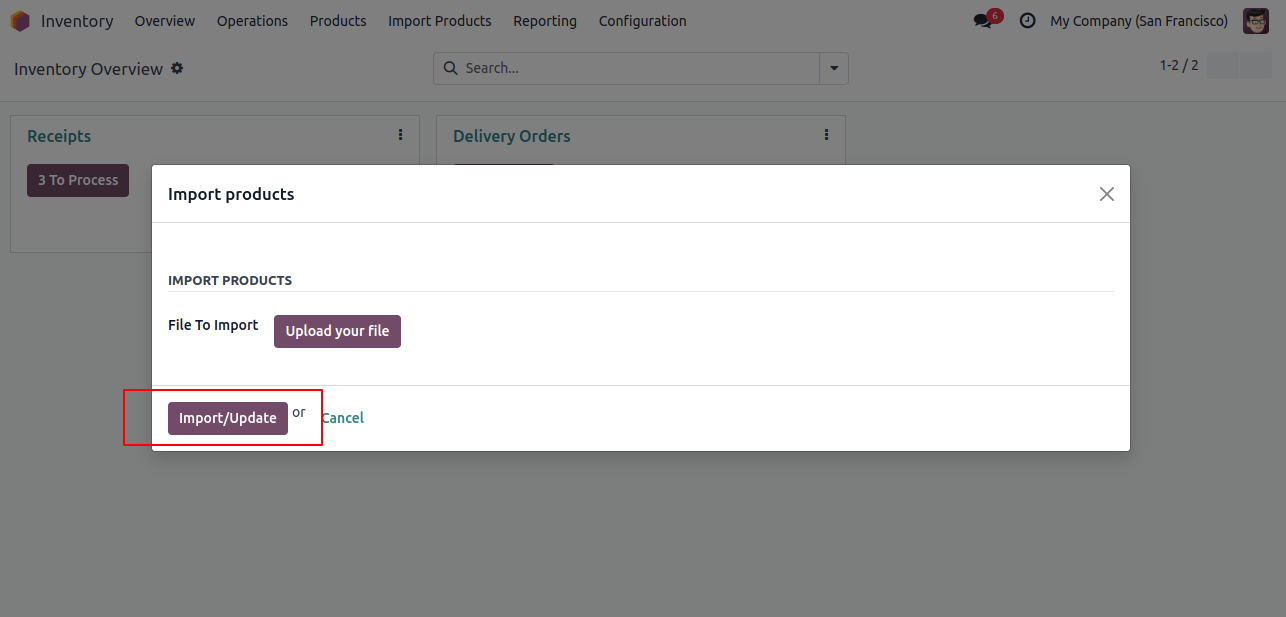 Inventory Overview Operations Products Import Products Reporting Configuration 6 My Company (San Francisco)
Inventory Overview Search... 1-2 / 2
Receipts Delivery Orders
3 To Process
Import products
IMPORT PRODUCTS
File To Import Upload your file
Import/Update or Cancel